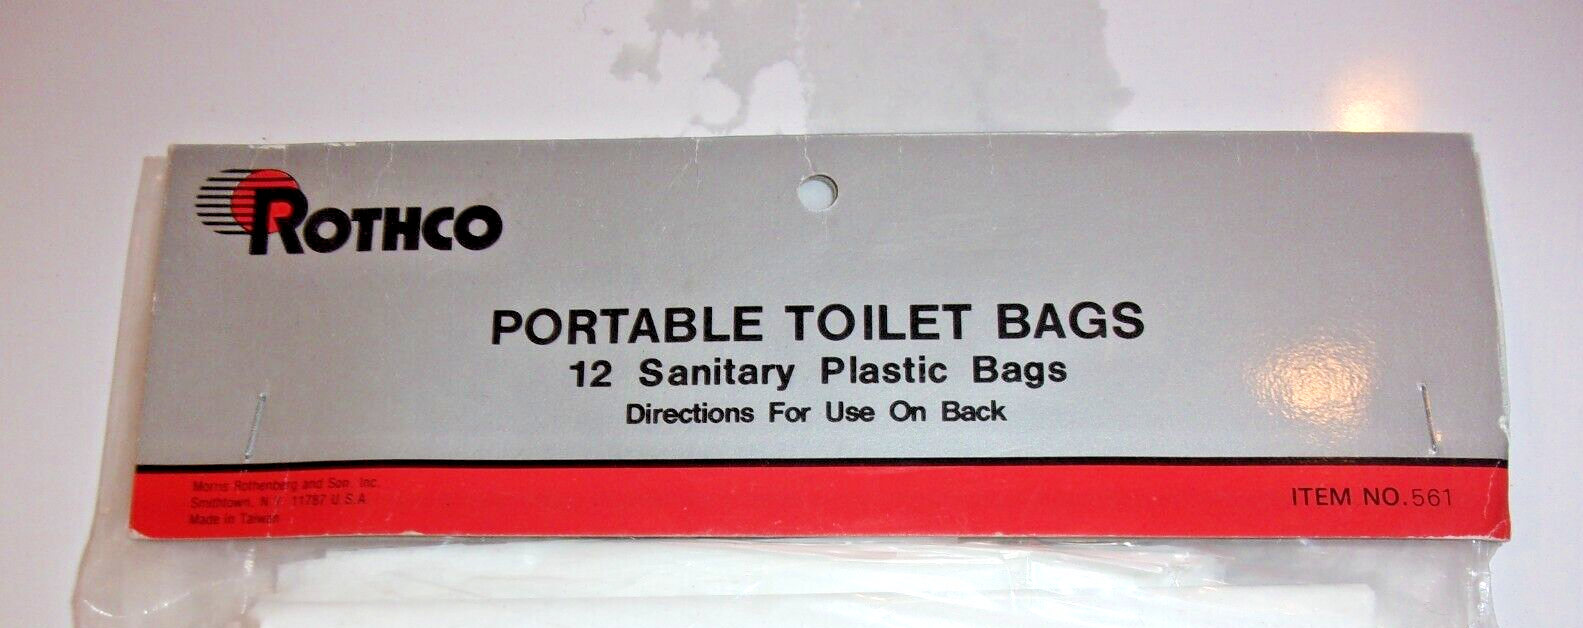 ROTHCO
PORTABLE TOILET BAGS
12 Sanitary Plastic Bags
Directions For Use On Back
Morris Rothenberg and Son, Inc.
Smithtown, N.Y. 11787 U.S.A.
Made in Taiwan
ITEM NO.561